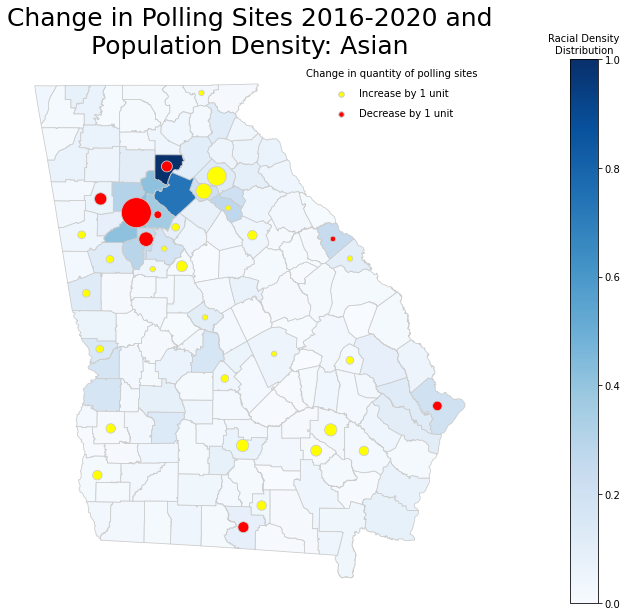 Change in Polling Sites 2016-2020 and
Population Density: Asian
Racial Density
Distribution
Change in quantity of polling sites
Increase by 1 unit
Decrease by 1 unit
1.0
0.8
0.6
0.4
0.2
0.0